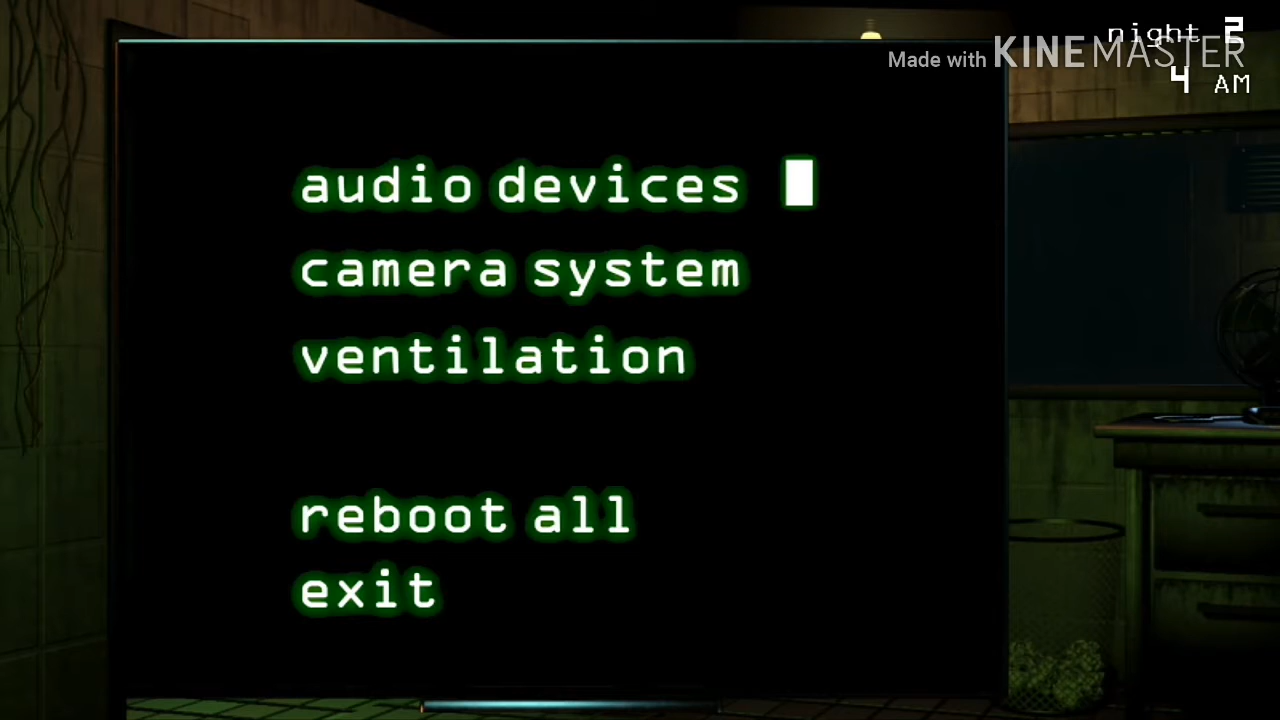 night 2
Made with KINEMASTER
4 AM
audio devices
camera system
ventilation
reboot all
exit